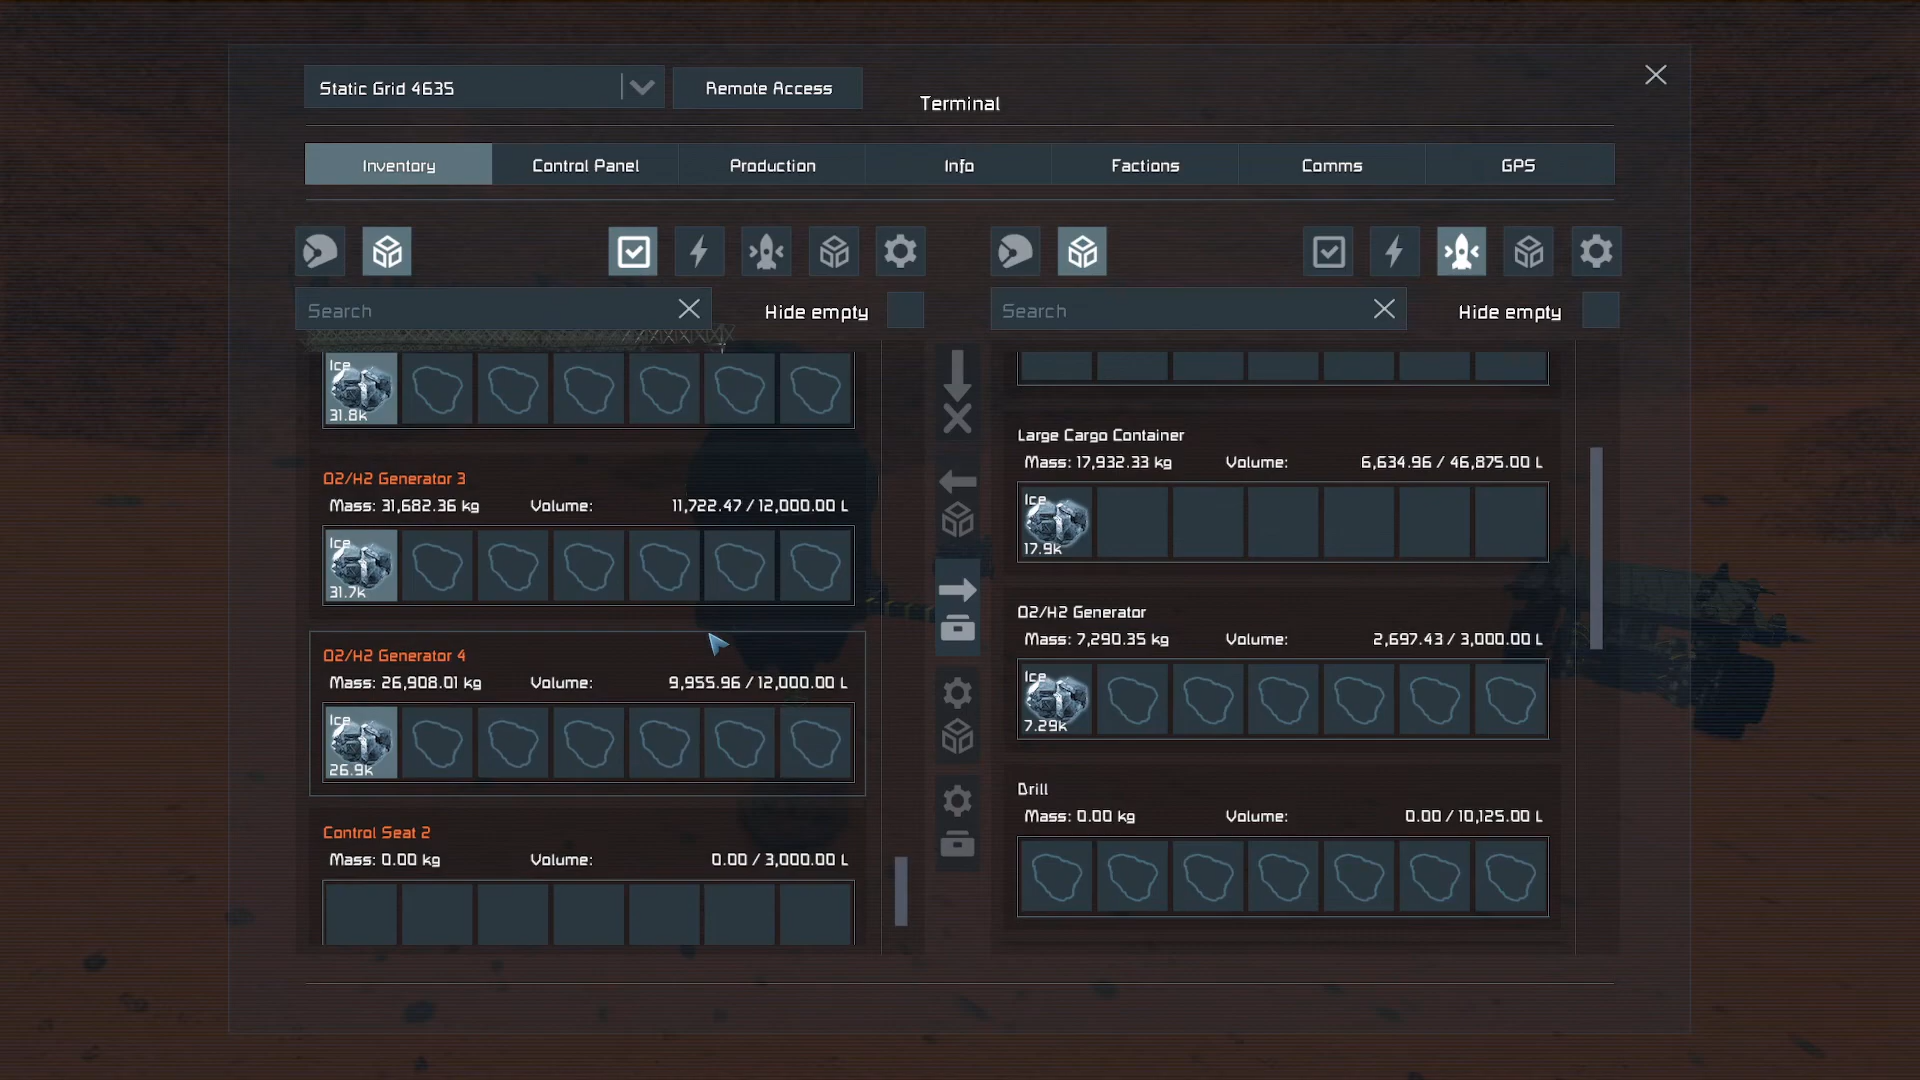 Static Grid 4635
Remote Access
Terminal
Inventory
Control Panel
Production
Info
Factions
Comms
GPS
Search
Hide empty
Search
Hide empty
Ice
31.8k
O2/H2 Generator 3
Mass: 31,682.36 kg Volume: 11,722.47 / 12,000.00 L
Ice
31.7k
O2/H2 Generator 4
Mass: 26,908.01 kg Volume: 9,955.96 / 12,000.00 L
Ice
26.9k
Control Seat 2
Mass: 0.00 kg Volume: 0.00 / 3,000.00 L
Large Cargo Container
Mass: 17,932.33 kg Volume: 6,634.96 / 46,875.00 L
Ice
17.9k
O2/H2 Generator
Mass: 7,290.35 kg Volume: 2,697.43 / 3,000.00 L
Ice
7.29k
Drill
Mass: 0.00 kg Volume: 0.00 / 10,125.00 L